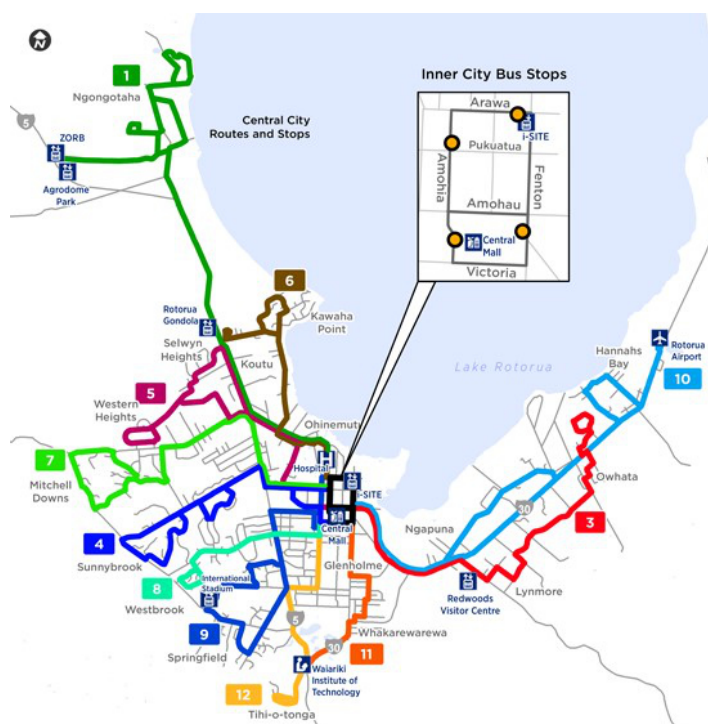 N
1
Ngongotaha
5
ZORB
Agrodome
Park
Central City
Routes and Stops
Inner City Bus Stops
Arawa
i-SITE
Pukuatua
Amohia
Fenton
Amohau
Central
Mall
Victoria
6
Kawaha
Point
Rotorua
Gondola
Selwyn
Heights
Koutu
Lake Rotorua
Hannahs
Bay
Rotorua
Airport
10
5
Western
Heights
Ohinemutu
7
Mitchell
Downs
H
Hospital
i-SITE
Central
Mall
Owhata
30
3
Ngapuna
4
Sunnybrook
Glenholme
8
Westbrook
International
Stadium
Redwoods
Visitor Centre
Lynmore
9
Springfield
5
Whakarewarewa
30
11
Waiariki
Institute of
Technology
12
Tihi-o-tonga